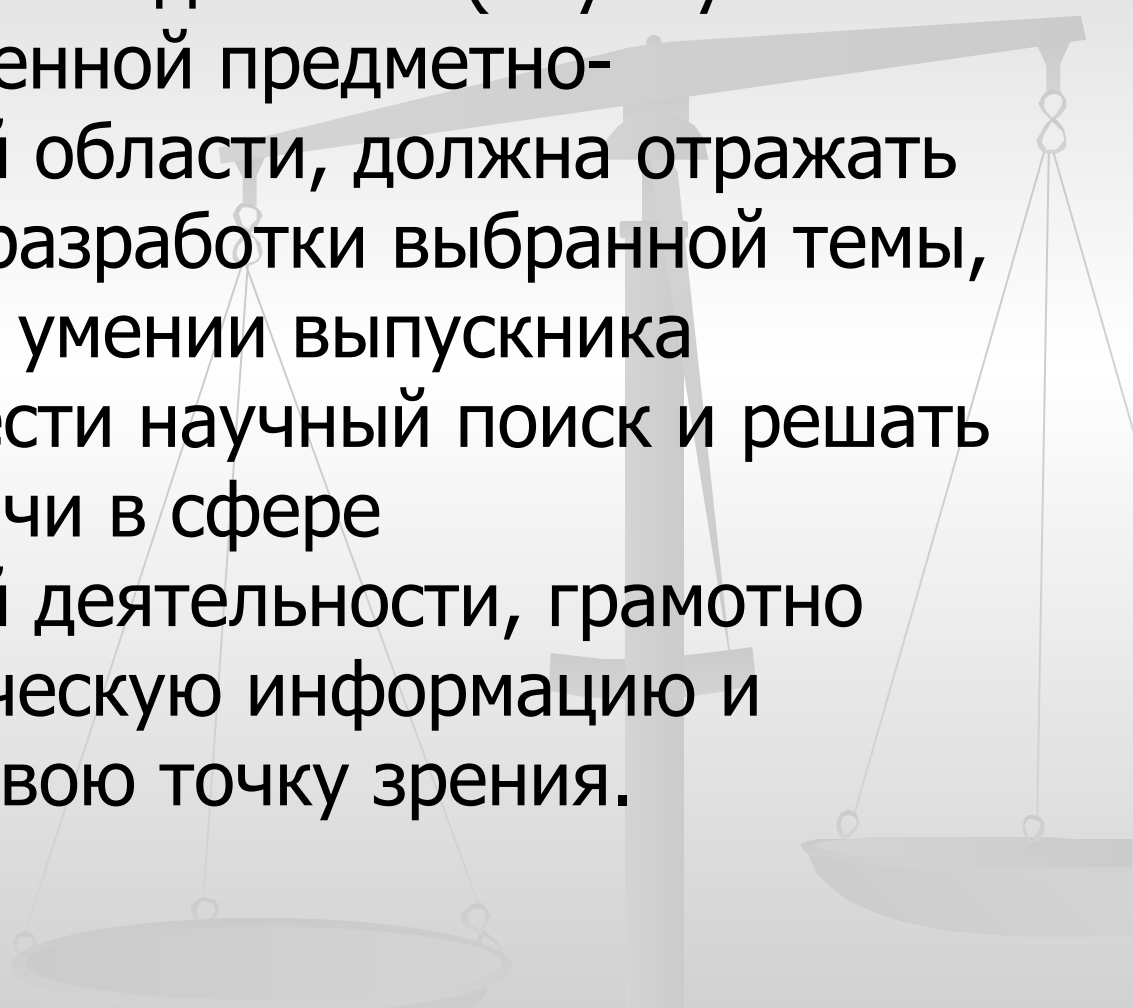 енной предметно-
области, должна отражать
разработки выбранной темы,
умении выпускника
ести научный поиск и решать
чи в сфере
деятельности, грамотно
ческую информацию и
вою точку зрения.